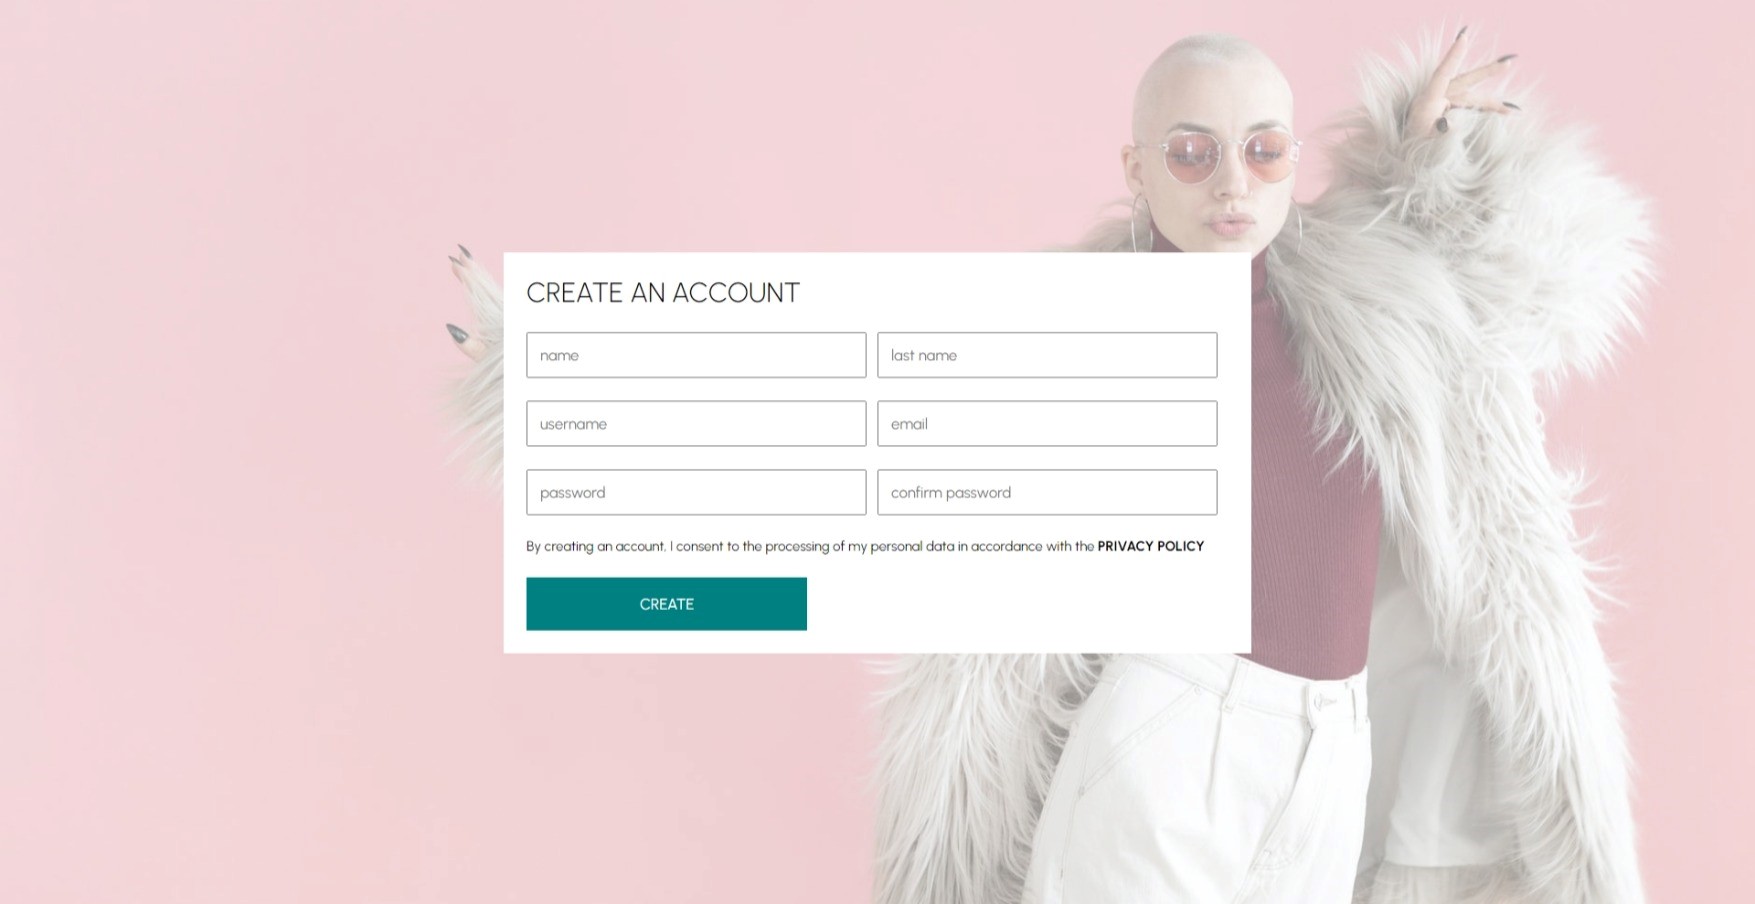 CREATE AN ACCOUNT
name
last name
username
email
password
confirm password
By creating an account, I consent to the processing of my personal data in accordance with the PRIVACY POLICY
CREATE